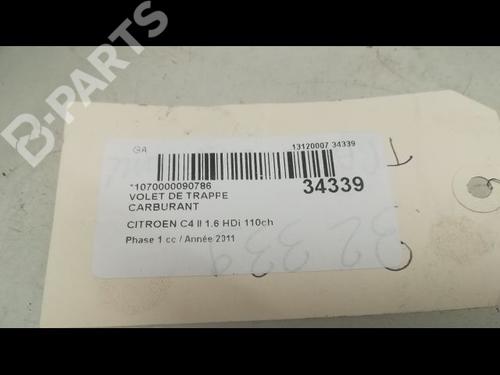 B-PARTS
GA
13120007 34339
*1070000090786
34339
VOLET DE TRAPPE
CARBURANT
CITROEN C4 II 1.6 HDi 110ch
Phase 1 cc / Année 2011